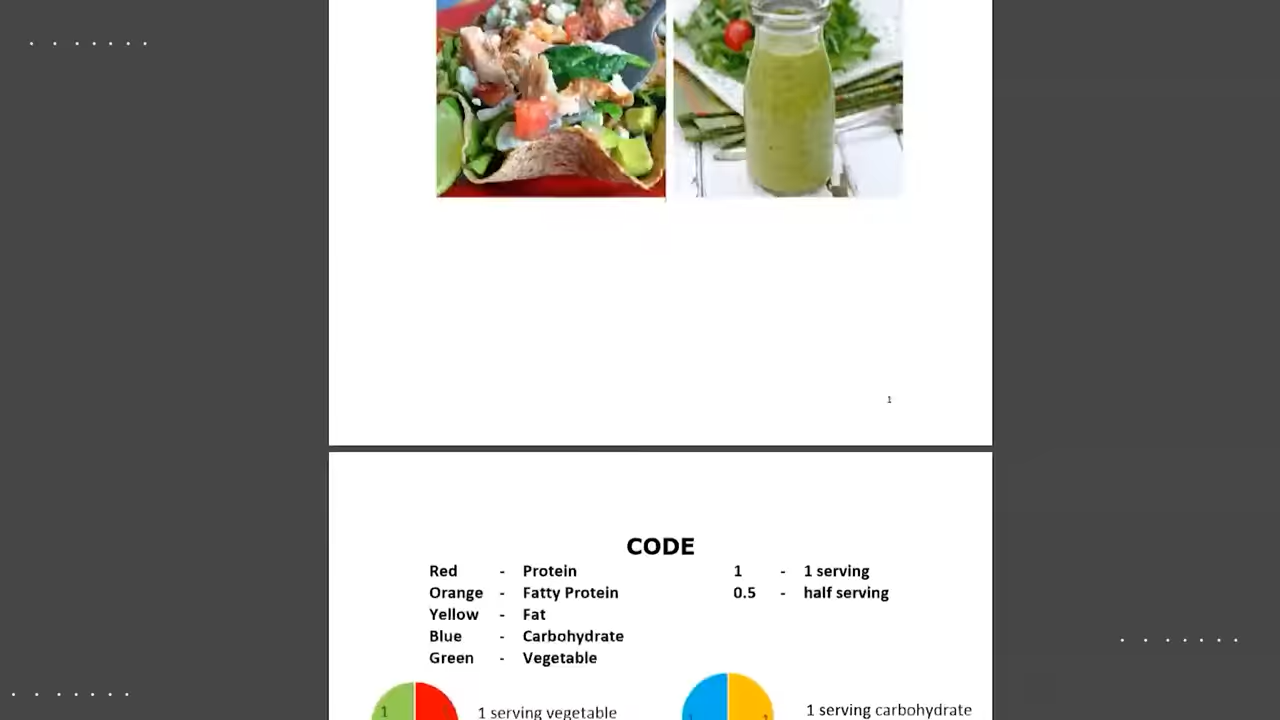 1
CODE
Red - Protein 1 - 1 serving
Orange - Fatty Protein 0.5 - half serving
Yellow - Fat
Blue - Carbohydrate
Green - Vegetable
1 1 serving vegetable 1 serving carbohydrate